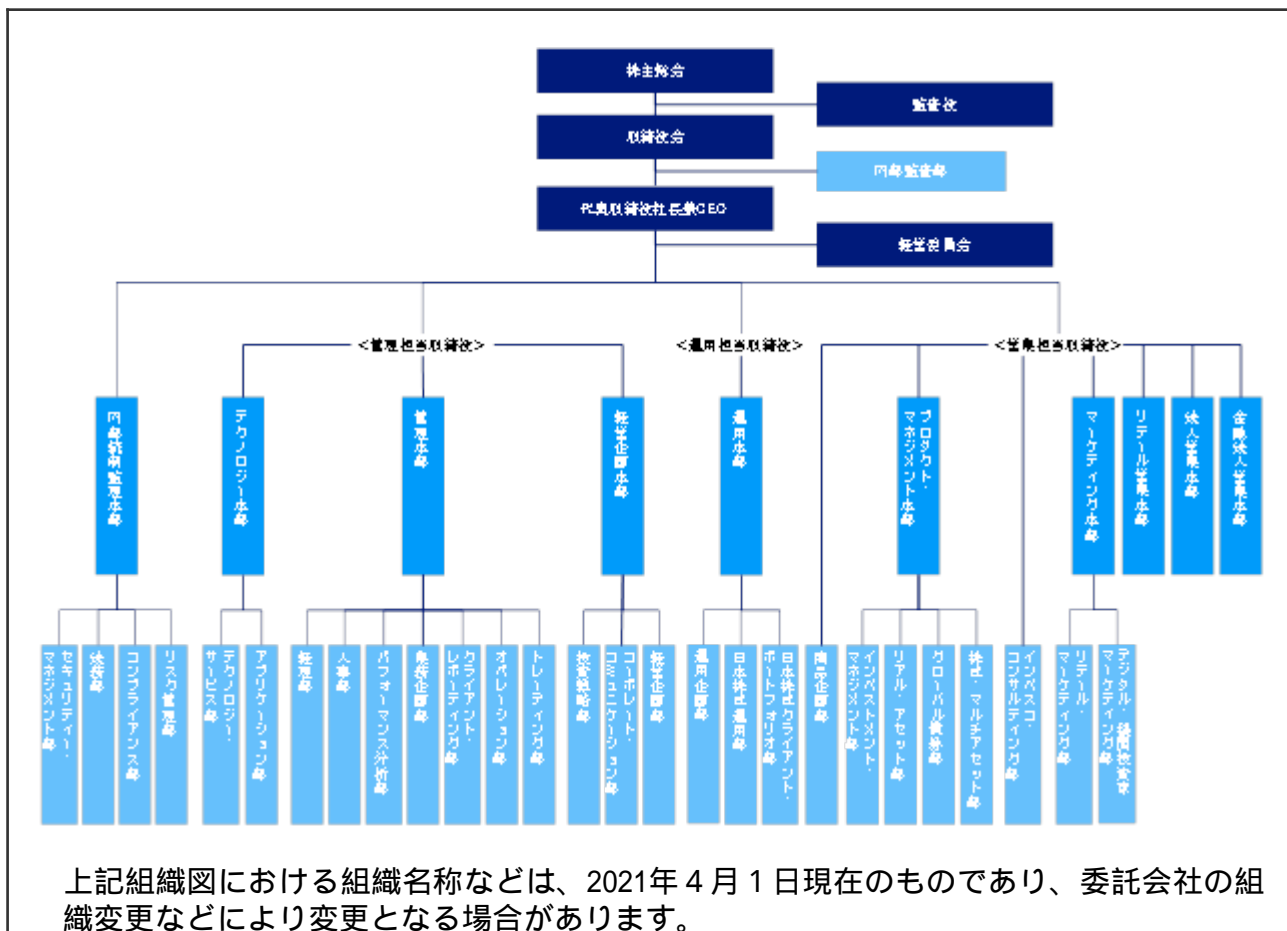 株主総会
監査役
取締役会
内部監査部
代表取締役社長兼CEO
経営委員会
<管理担当取締役>
<運用担当取締役>
<営業担当取締役>
内部統制監理本部
テクノロジー本部
管理本部
経営企画本部
運用本部
プロダクト・
マネジメント本部
マーケティング本部
リテール営業本部
法人営業本部
金融法人営業本部
セキュリティー・
マネジメント部
法務部
コンプライアンス部
リスク管理部
テクノロジー・
サービス部
アプリケーション部
経理部
人事部
パフォーマンス分析部
業務企画部
クライアント・
レポーティング部
オペレーション部
トレーディング部
投資戦略部
コーポレート・
コミュニケーション部
経営企画部
運用企画部
日本株式運用部
日本株式クライアント・
ポートフォリオ部
商品企画部
インベストメント・
マネジメント部
リアル・アセット部
グローバル債券部
株式・マルチアセット部
インベスコ・
コンサルティング部
リテール・
マーケティング部
デジタル・機関投資家
マーケティング部
上記組織図における組織名称などは、2021年4月1日現在のものであり、委託会社の組
織変更などにより変更となる場合があります。